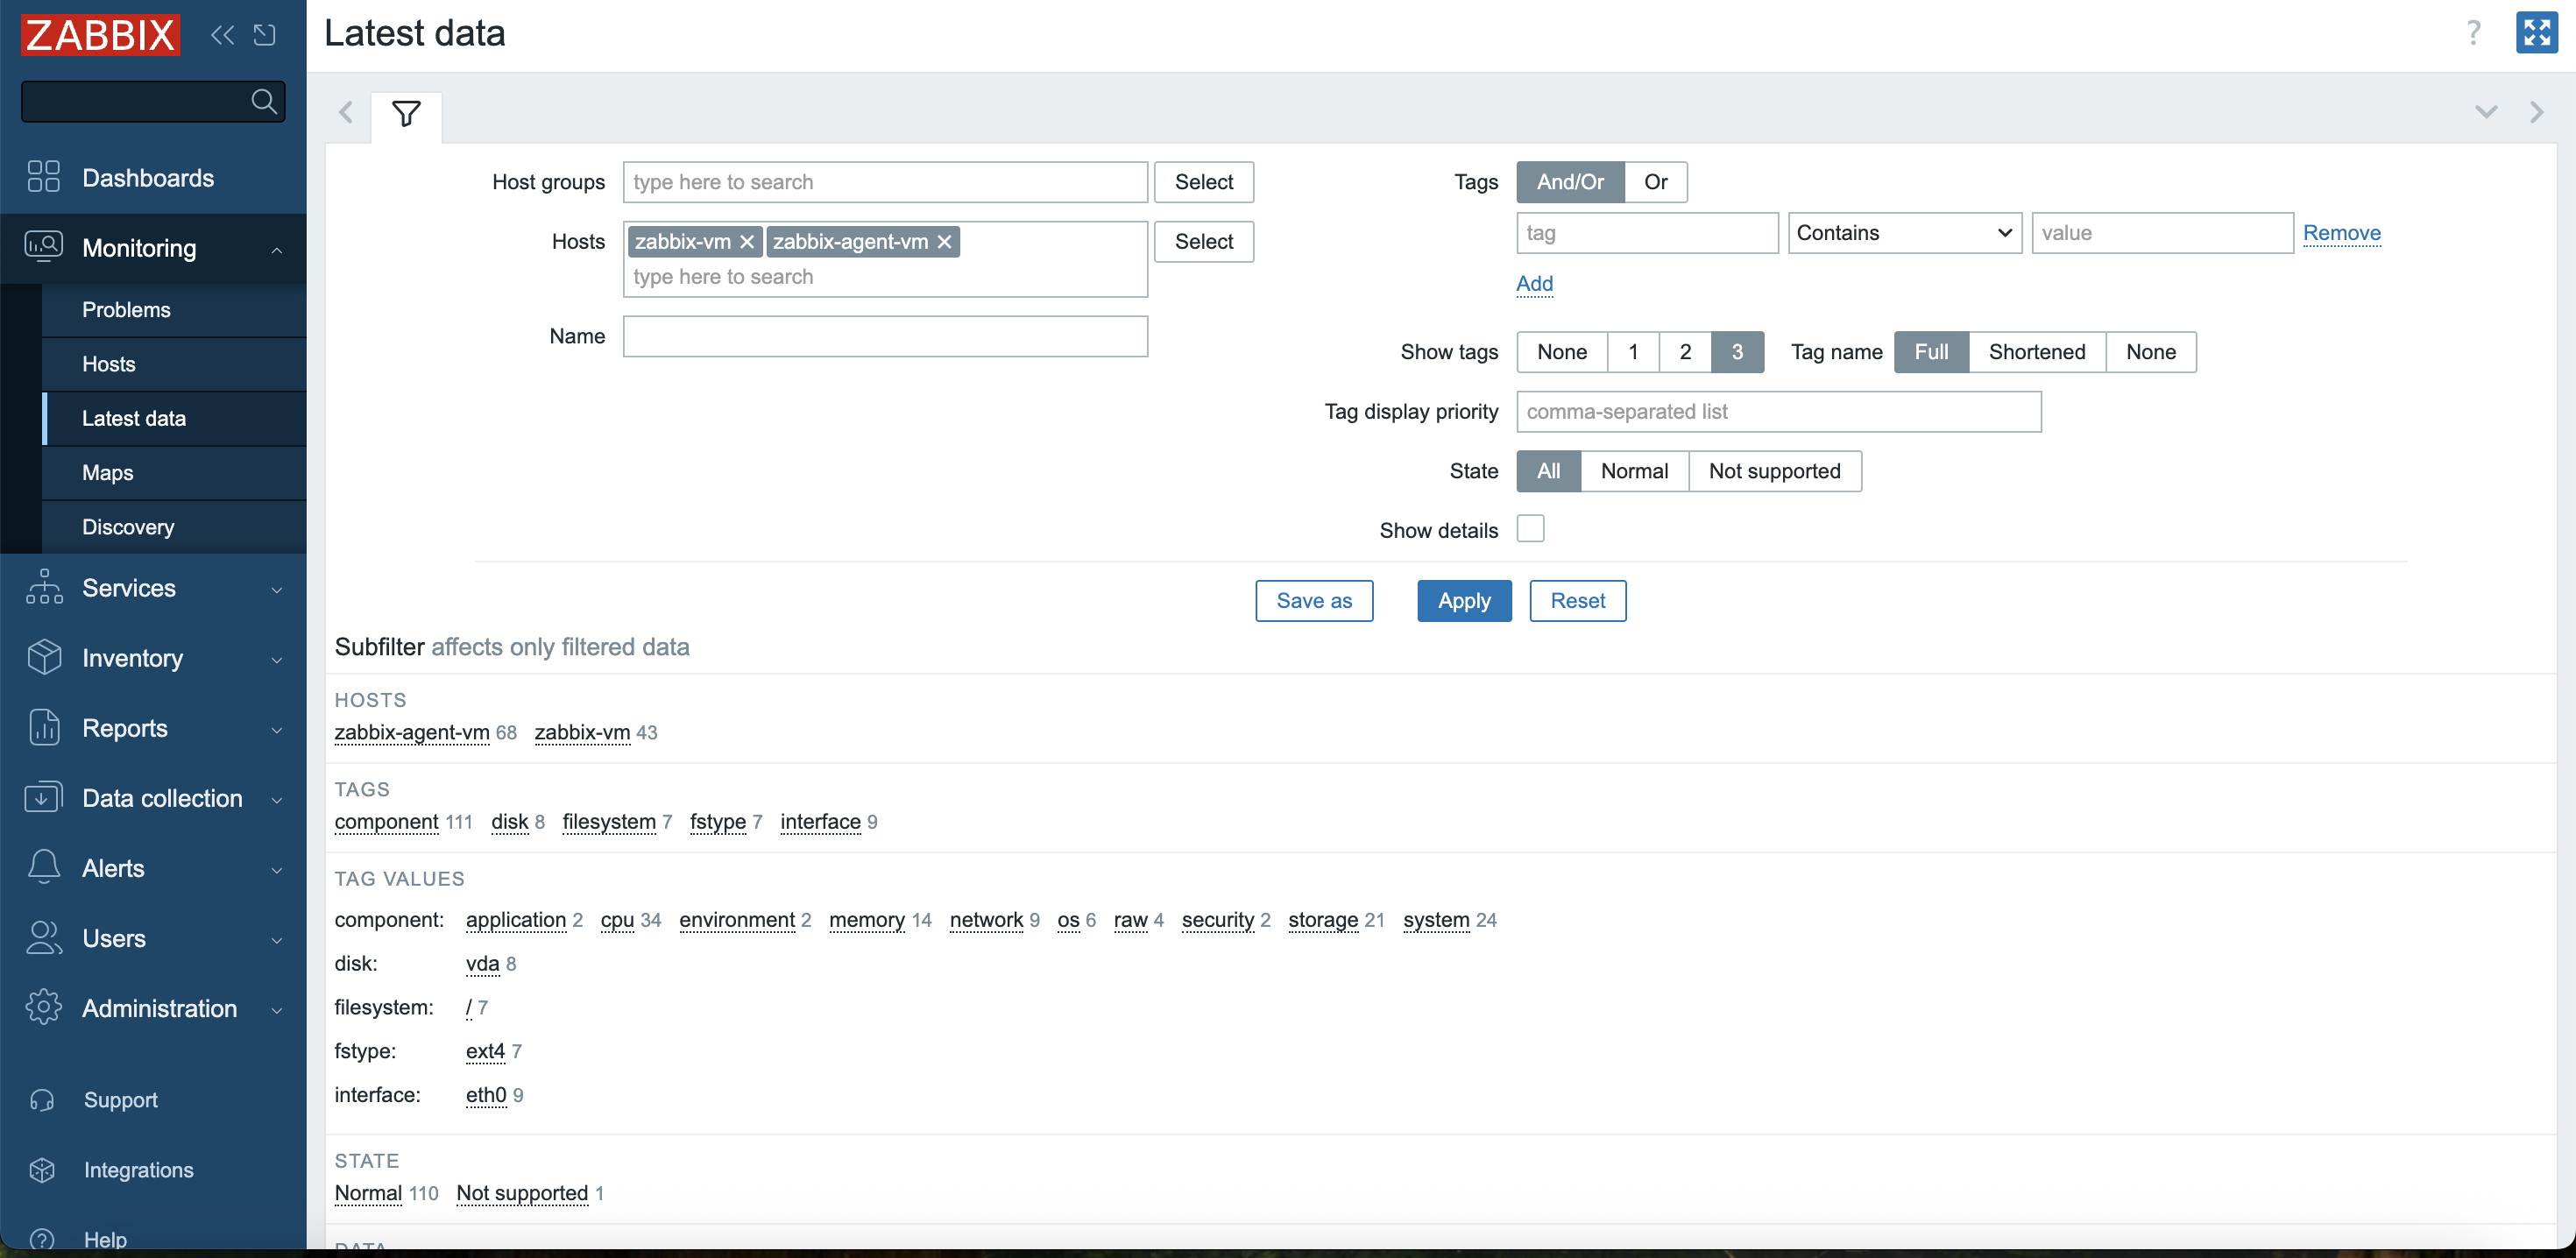 ZABBIX
Dashboards
Monitoring
Problems
Hosts
Latest data
Maps
Discovery
Services
Inventory
Reports
Data collection
Alerts
Users
Administration
Support
Integrations
Help
Latest data
?
Host groups type here to search Select
Hosts zabbix-vm zabbix-agent-vm Select
type here to search
Name
Tags And/Or Or
tag Contains value Remove
Add
Show tags None 1 2 3 Tag name Full Shortened None
Tag display priority comma-separated list
State All Normal Not supported
Show details
Save as Apply Reset
Subfilter affects only filtered data
HOSTS
zabbix-agent-vm 68 zabbix-vm 43
TAGS
component 111 disk 8 filesystem 7 fstype 7 interface 9
TAG VALUES
component: application 2 cpu 34 environment 2 memory 14 network 9 os 6 raw 4 security 2 storage 21 system 24
disk: vda 8
filesystem: / 7
fstype: ext4 7
interface: eth0 9
STATE
Normal 110 Not supported 1
DATA